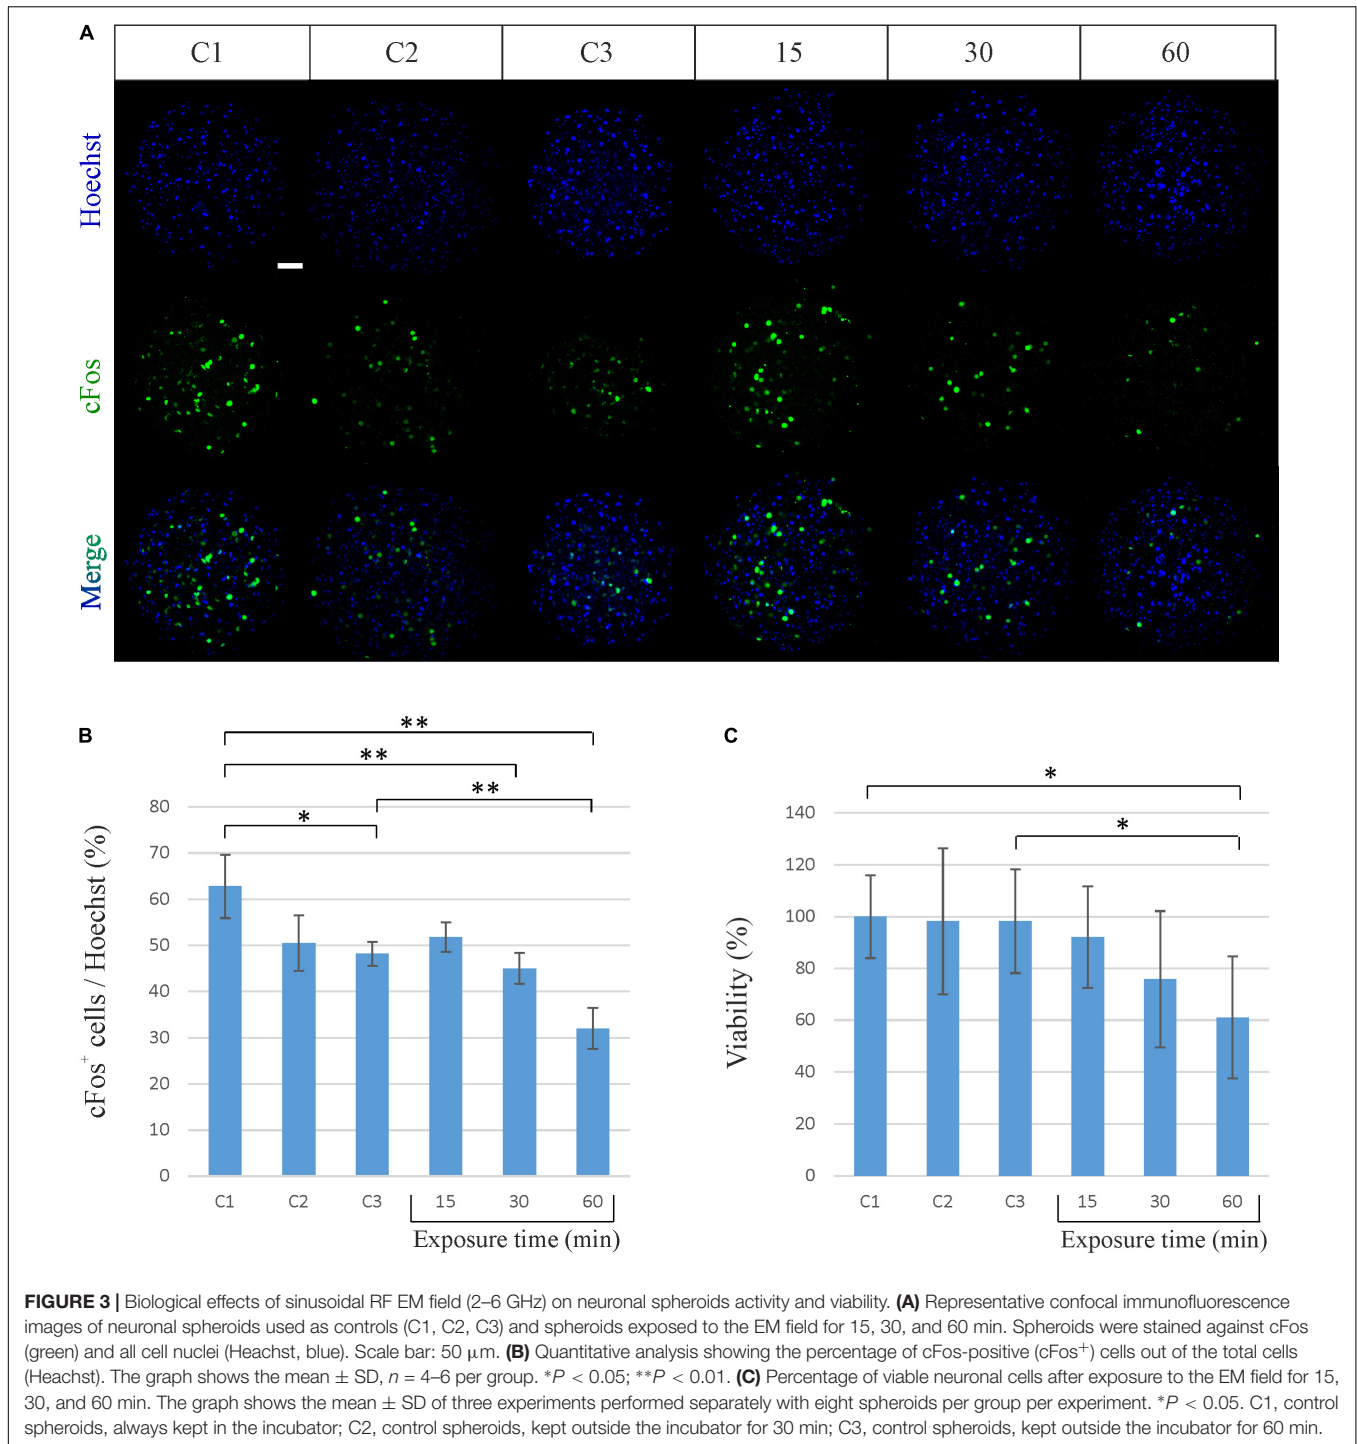 A
C1 C2 C3 15 30 60
Hoechst
cFos
Merge
B
** 
**
**
*
cFos+ cells / Hoechst (%)
80
70
60
50
40
30
20
10
0
C1 C2 C3 15 30 60
Exposure time (min)
C
*
*
Viability (%)
140
120
100
80
60
40
20
0
C1 C2 C3 15 30 60
Exposure time (min)
FIGURE 3 | Biological effects of sinusoidal RF EM field (2–6 GHz) on neuronal spheroids activity and viability. (A) Representative confocal immunofluorescence
images of neuronal spheroids used as controls (C1, C2, C3) and spheroids exposed to the EM field for 15, 30, and 60 min. Spheroids were stained against cFos
(green) and all cell nuclei (Heachst, blue). Scale bar: 50 μm. (B) Quantitative analysis showing the percentage of cFos-positive (cFos+) cells out of the total cells
(Heachst). The graph shows the mean ± SD, n = 4–6 per group. *P < 0.05; **P < 0.01. (C) Percentage of viable neuronal cells after exposure to the EM field for 15,
30, and 60 min. The graph shows the mean ± SD of three experiments performed separately with eight spheroids per group per experiment. *P < 0.05. C1, control
spheroids, always kept in the incubator; C2, control spheroids, kept outside the incubator for 30 min; C3, control spheroids, kept outside the incubator for 60 min.